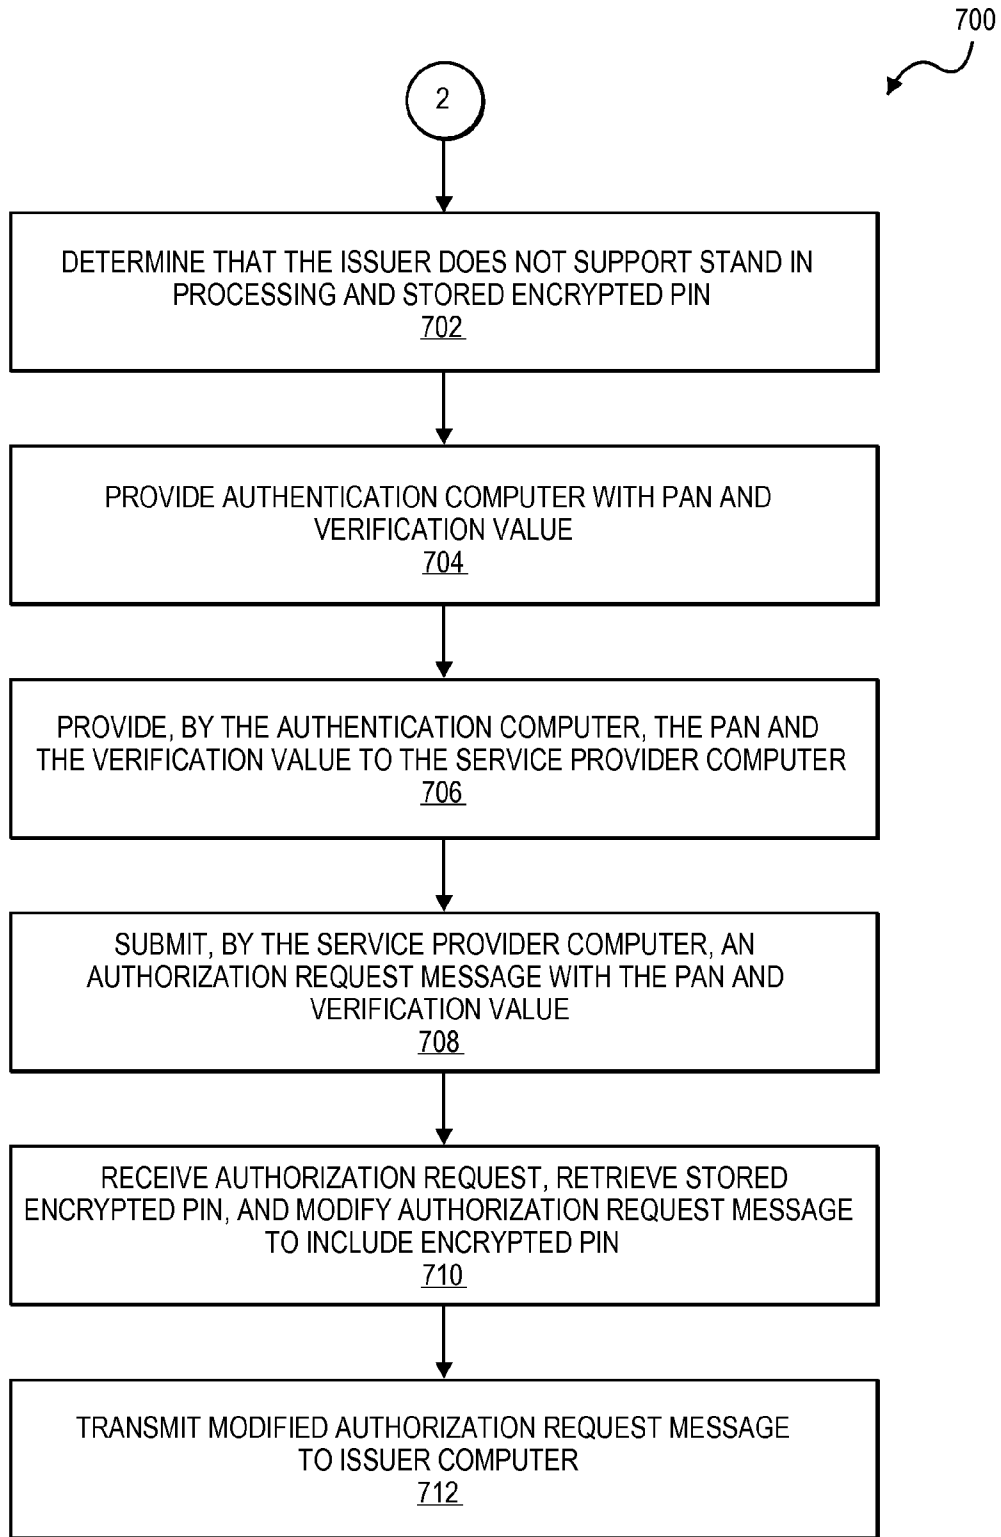 700
2
DETERMINE THAT THE ISSUER DOES NOT SUPPORT STAND IN
PROCESSING AND STORED ENCRYPTED PIN
702
PROVIDE AUTHENTICATION COMPUTER WITH PAN AND
VERIFICATION VALUE
704
PROVIDE, BY THE AUTHENTICATION COMPUTER, THE PAN AND
THE VERIFICATION VALUE TO THE SERVICE PROVIDER COMPUTER
706
SUBMIT, BY THE SERVICE PROVIDER COMPUTER, AN
AUTHORIZATION REQUEST MESSAGE WITH THE PAN AND
VERIFICATION VALUE
708
RECEIVE AUTHORIZATION REQUEST, RETRIEVE STORED
ENCRYPTED PIN, AND MODIFY AUTHORIZATION REQUEST MESSAGE
TO INCLUDE ENCRYPTED PIN
710
TRANSMIT MODIFIED AUTHORIZATION REQUEST MESSAGE
TO ISSUER COMPUTER
712